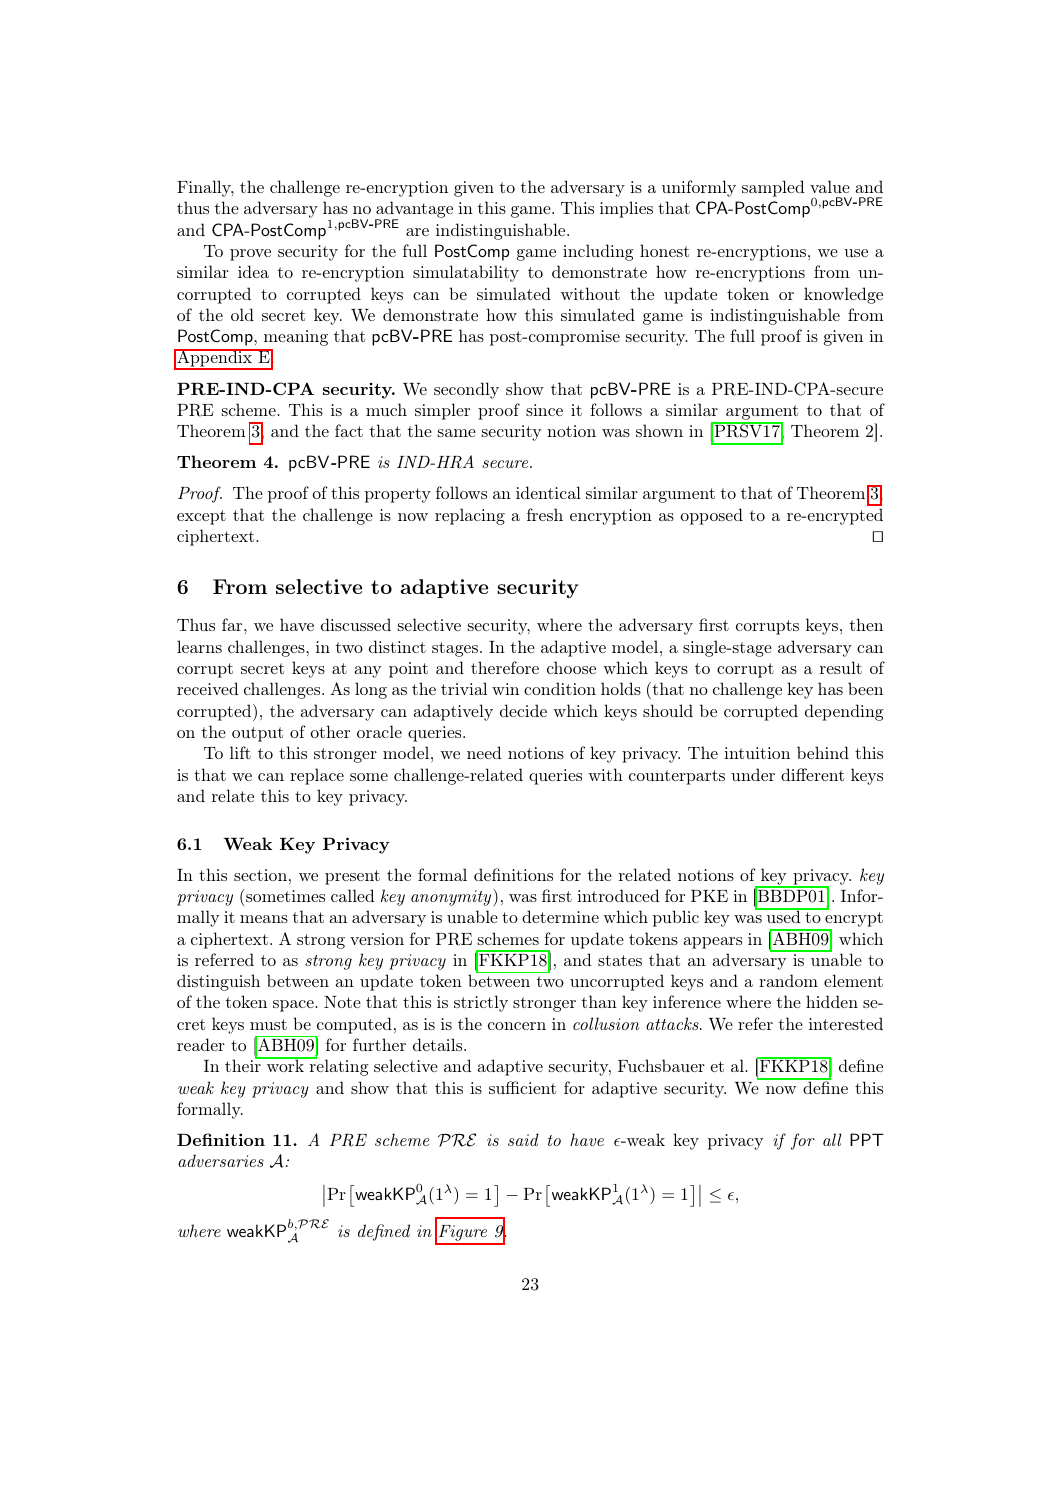 Finally, the challenge re-encryption given to the adversary is a uniformly sampled value and
thus the adversary has no advantage in this game. This implies that CPA-PostComp^{0,pcBV-PRE}
and CPA-PostComp^{1,pcBV-PRE} are indistinguishable.
To prove security for the full PostComp game including honest re-encryptions, we use a
similar idea to re-encryption simulatability to demonstrate how re-encryptions from un-
corrupted to corrupted keys can be simulated without the update token or knowledge
of the old secret key. We demonstrate how this simulated game is indistinguishable from
PostComp, meaning that pcBV-PRE has post-compromise security. The full proof is given in
Appendix E
PRE-IND-CPA security. We secondly show that pcBV-PRE is a PRE-IND-CPA-secure
PRE scheme. This is a much simpler proof since it follows a similar argument to that of
Theorem 3, and the fact that the same security notion was shown in [PRSV17, Theorem 2].
Theorem 4. pcBV-PRE is IND-HRA secure.
Proof. The proof of this property follows an identical similar argument to that of Theorem 3,
except that the challenge is now replacing a fresh encryption as opposed to a re-encrypted
ciphertext. □
6 From selective to adaptive security
Thus far, we have discussed selective security, where the adversary first corrupts keys, then
learns challenges, in two distinct stages. In the adaptive model, a single-stage adversary can
corrupt secret keys at any point and therefore choose which keys to corrupt as a result of
received challenges. As long as the trivial win condition holds (that no challenge key has been
corrupted), the adversary can adaptively decide which keys should be corrupted depending
on the output of other oracle queries.
To lift to this stronger model, we need notions of key privacy. The intuition behind this
is that we can replace some challenge-related queries with counterparts under different keys
and relate this to key privacy.
6.1 Weak Key Privacy
In this section, we present the formal definitions for the related notions of key privacy. key
privacy (sometimes called key anonymity), was first introduced for PKE in [BBDP01]. Infor-
mally it means that an adversary is unable to determine which public key was used to encrypt
a ciphertext. A strong version for PRE schemes for update tokens appears in [ABH09] which
is referred to as strong key privacy in [FKKP18], and states that an adversary is unable to
distinguish between an update token between two uncorrupted keys and a random element
of the token space. Note that this is strictly stronger than key inference where the hidden se-
cret keys must be computed, as is is the concern in collusion attacks. We refer the interested
reader to [ABH09] for further details.
In their work relating selective and adaptive security, Fuchsbauer et al. [FKKP18] define
weak key privacy and show that this is sufficient for adaptive security. We now define this
formally.
Definition 11. A PRE scheme 𝒫ℛℰ is said to have ϵ-weak key privacy if for all PPT
adversaries 𝒜:
|Pr[weakKP^0_𝒜(1^λ) = 1] − Pr[weakKP^1_𝒜(1^λ) = 1]| ≤ ϵ,
where weakKP^{b,𝒫ℛℰ}_𝒜 is defined in Figure 9.
23